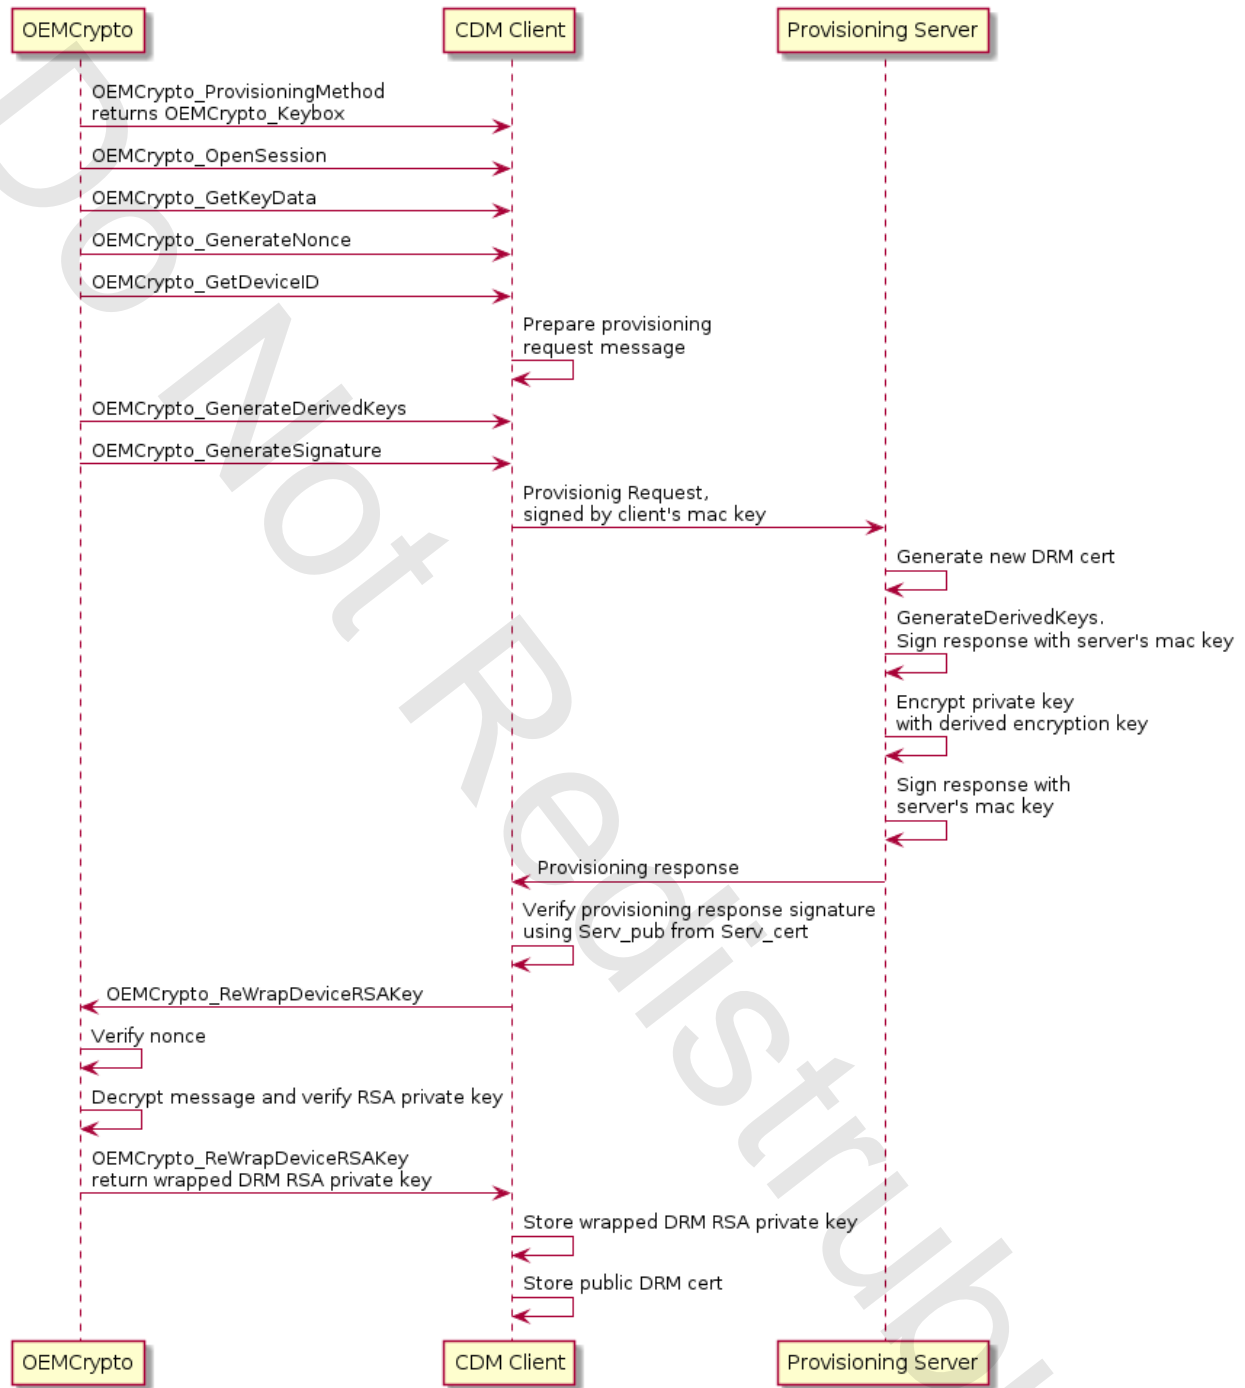 OEMCrypto
CDM Client
Provisioning Server
OEMCrypto_ProvisioningMethod
returns OEMCrypto_Keybox
OEMCrypto_OpenSession
OEMCrypto_GetKeyData
OEMCrypto_GenerateNonce
OEMCrypto_GetDeviceID
Prepare provisioning
request message
OEMCrypto_GenerateDerivedKeys
OEMCrypto_GenerateSignature
Provisionig Request,
signed by client's mac key
Generate new DRM cert
GenerateDerivedKeys.
Sign response with server's mac key
Encrypt private key
with derived encryption key
Sign response with
server's mac key
Provisioning response
Verify provisioning response signature
using Serv_pub from Serv_cert
OEMCrypto_ReWrapDeviceRSAKey
Verify nonce
Decrypt message and verify RSA private key
OEMCrypto_ReWrapDeviceRSAKey
return wrapped DRM RSA private key
Store wrapped DRM RSA private key
Store public DRM cert
OEMCrypto
CDM Client
Provisioning Server
Do Not Redistrub